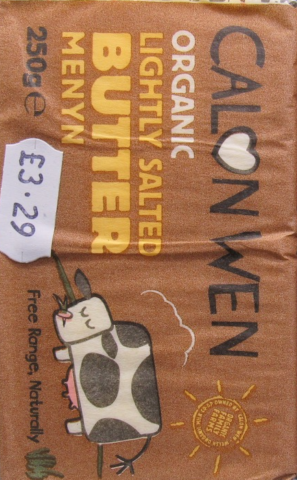 CALON WEN
ORGANIC
LIGHTLY SALTED
BUTTER
MENYN
250g e
£3.29
Free Range, Naturally